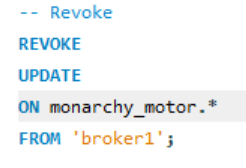 -- Revoke
REVOKE
UPDATE
ON monarchy_motor.*
FROM 'broker1';